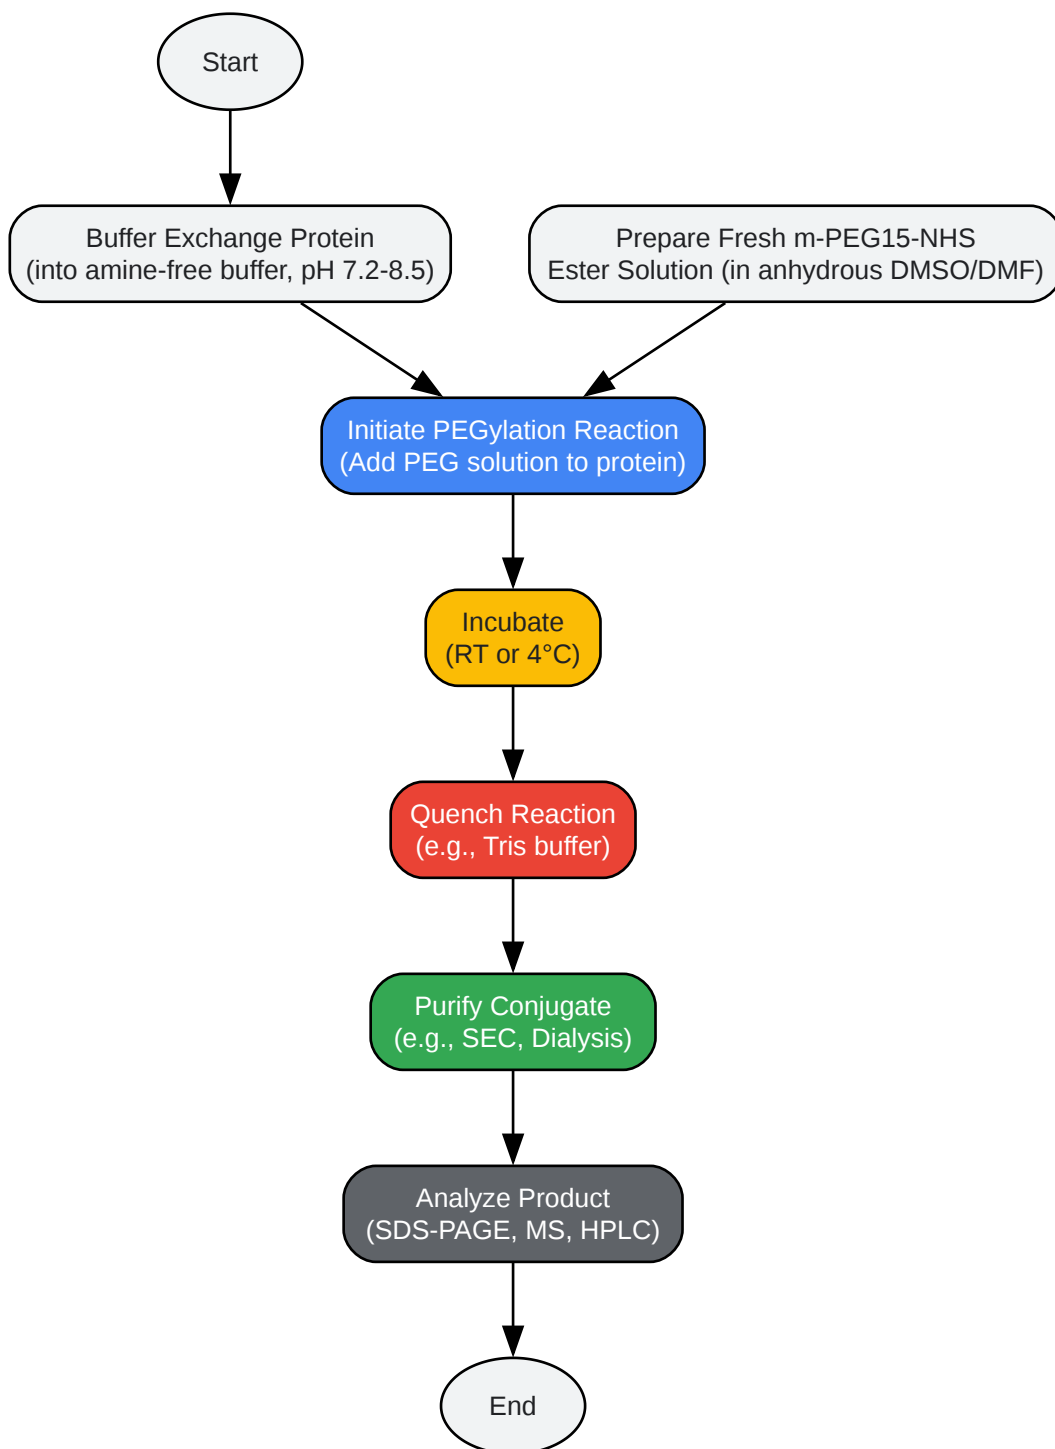 Start
Buffer Exchange Protein
(into amine-free buffer, pH 7.2-8.5)
Prepare Fresh m-PEG15-NHS
Ester Solution (in anhydrous DMSO/DMF)
Initiate PEGylation Reaction
(Add PEG solution to protein)
Incubate
(RT or 4°C)
Quench Reaction
(e.g., Tris buffer)
Purify Conjugate
(e.g., SEC, Dialysis)
Analyze Product
(SDS-PAGE, MS, HPLC)
End